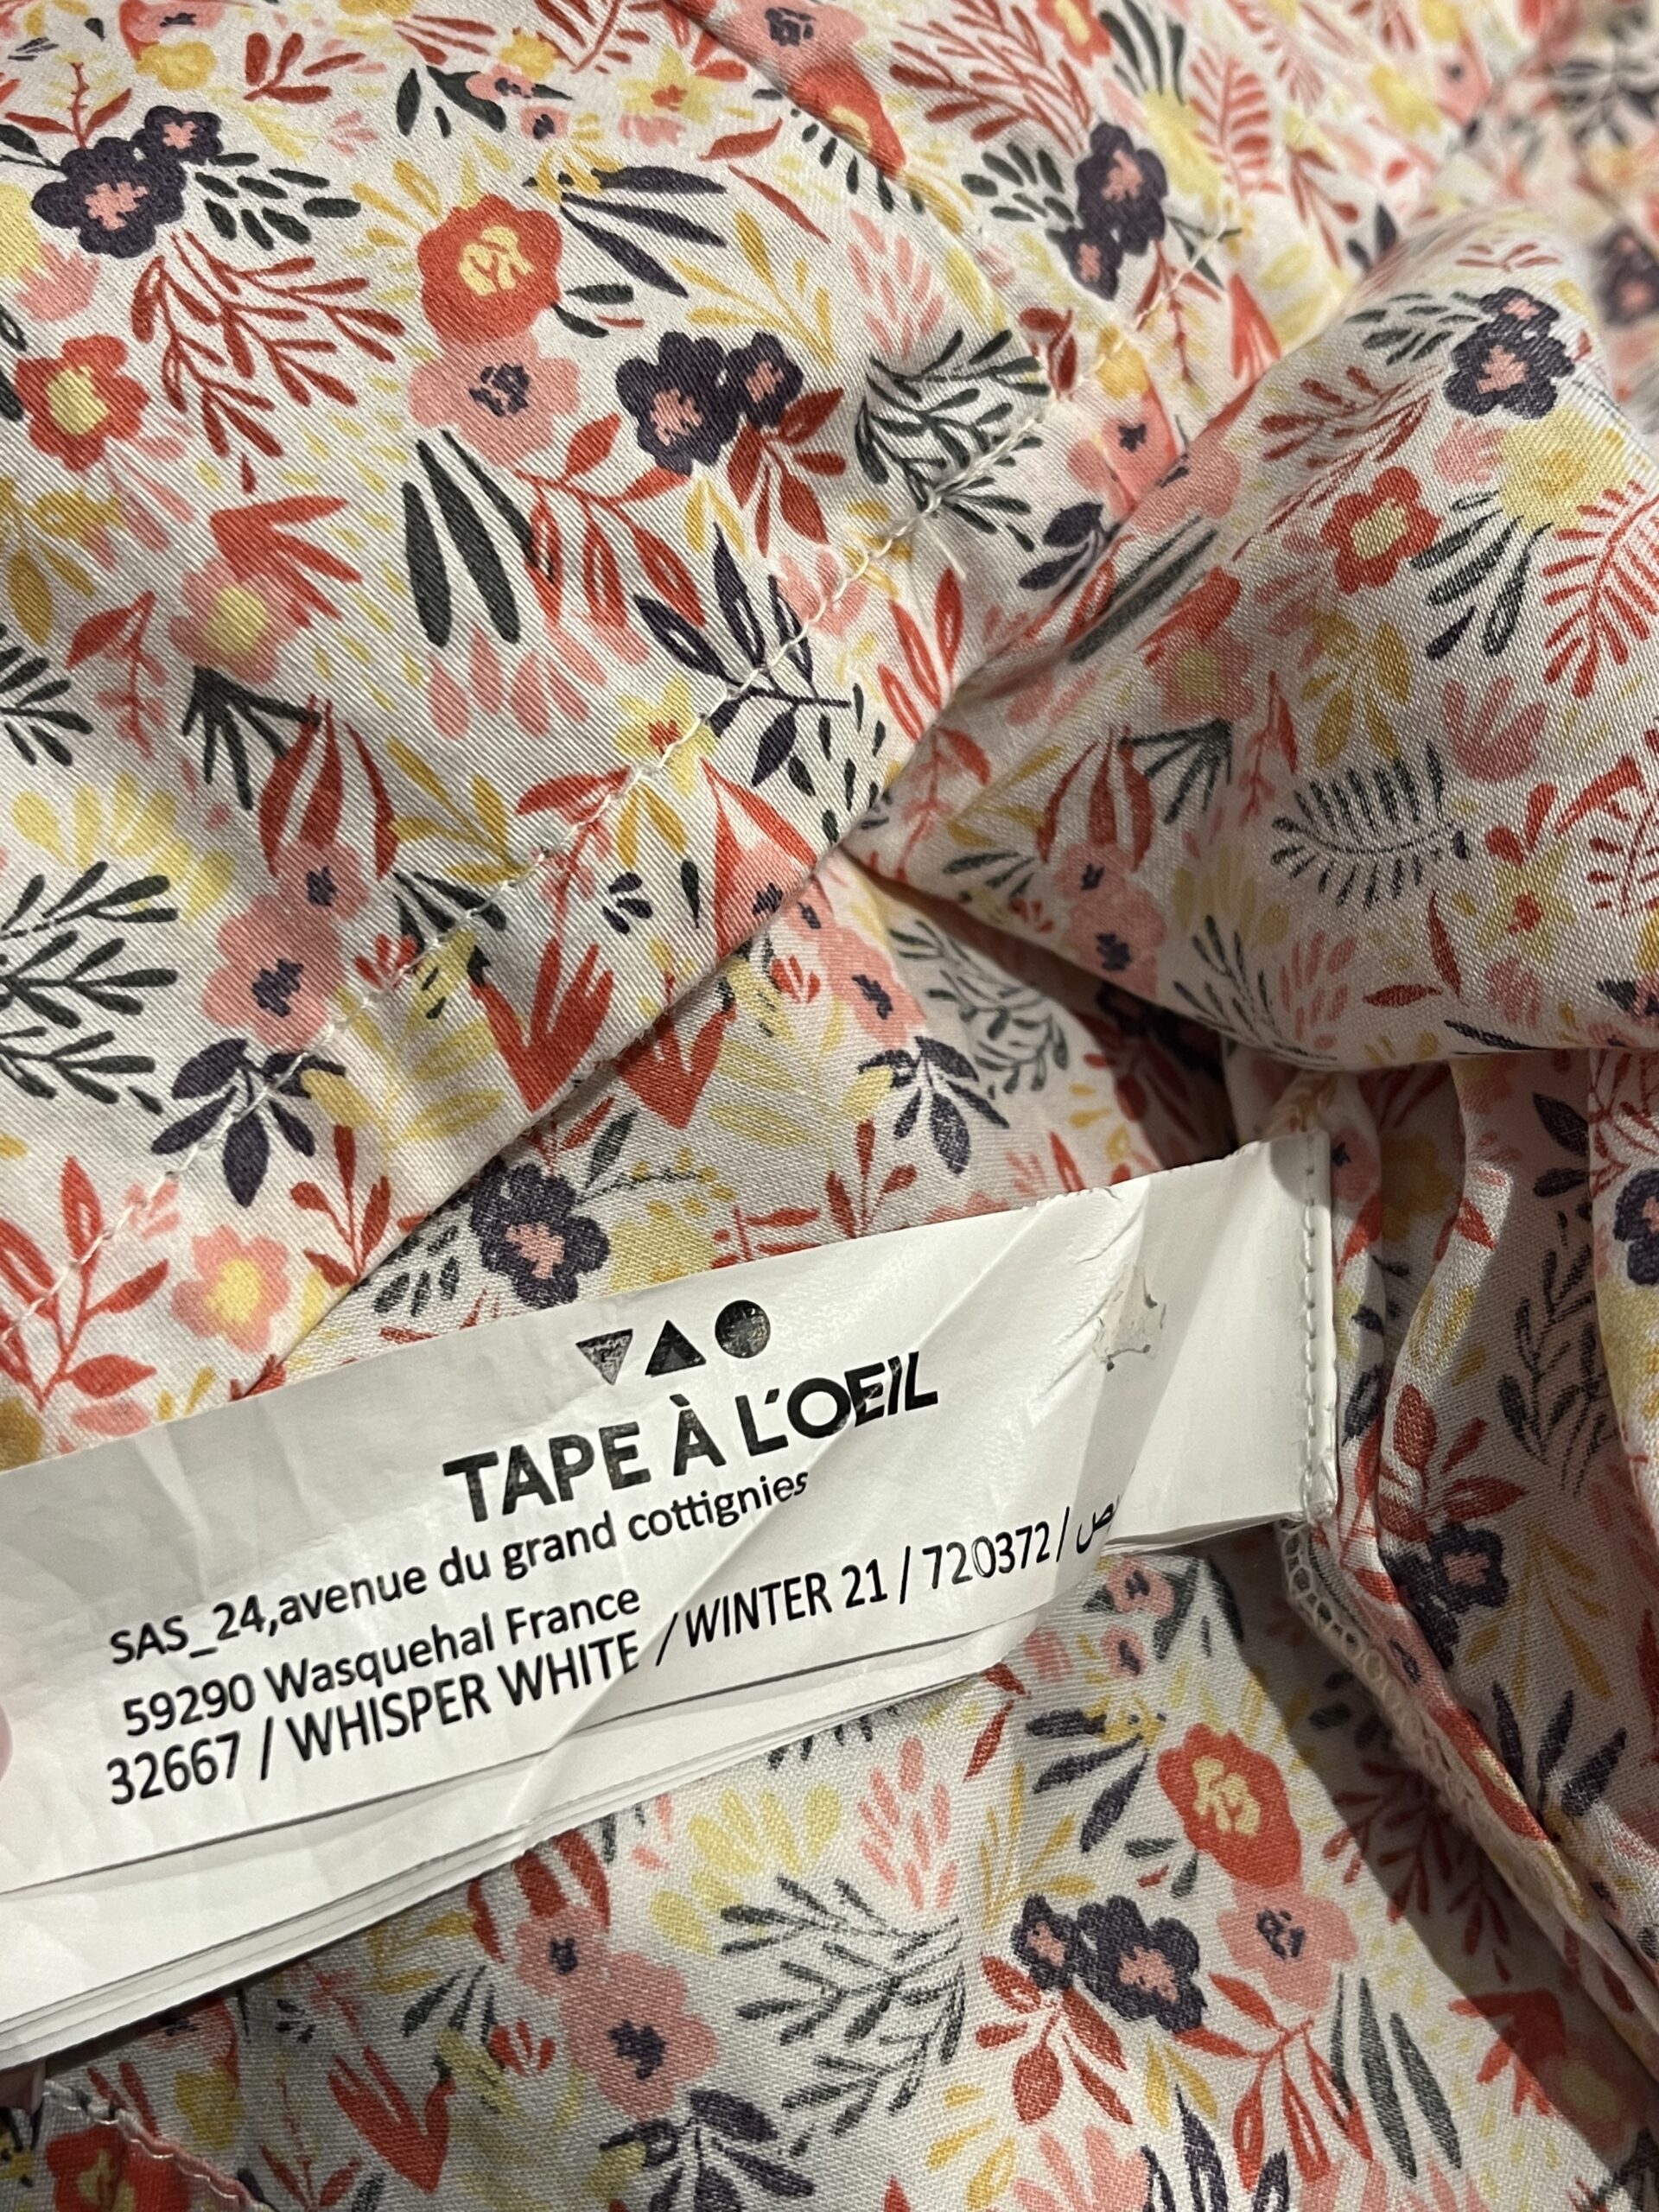 TAPE À L'OEIL
SAS_24,avenue du grand cottignies
59290 Wasquehal France
32667 / WHISPER WHITE / WINTER 21 / 720372 /